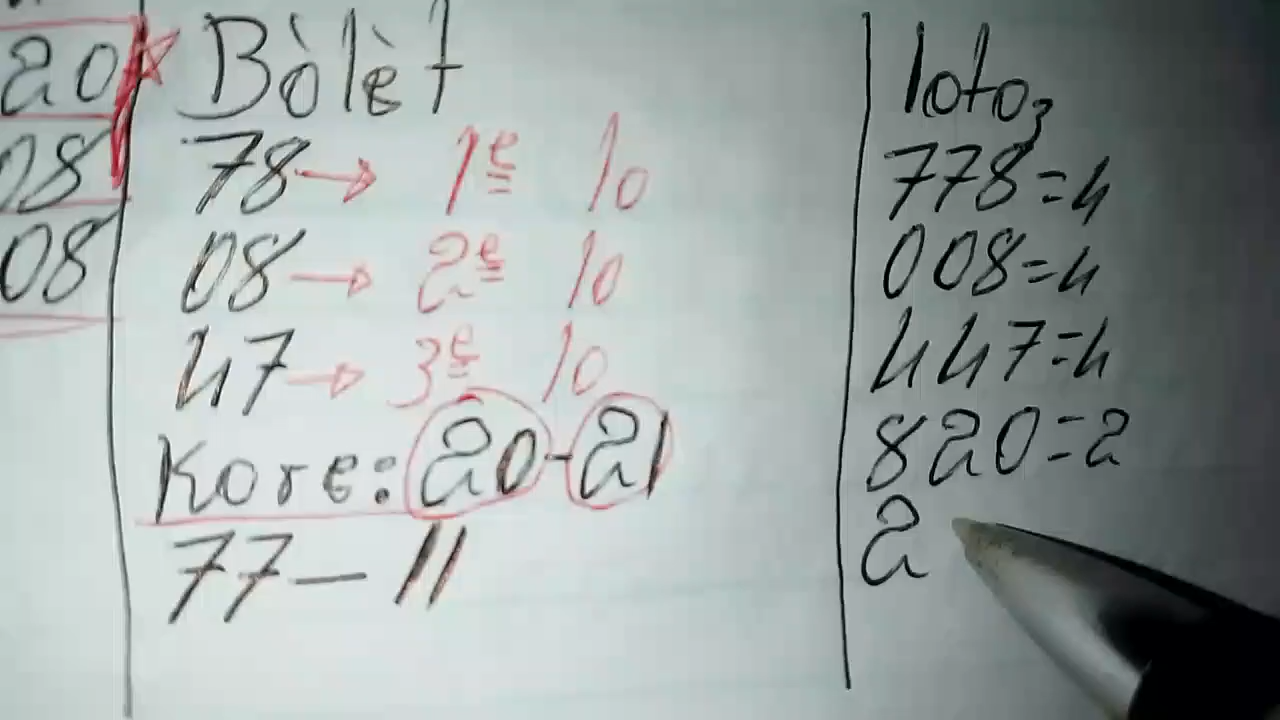 20
08
08
Bòlèt
78→ 1e 10
08→ 2e 10
47→ 3e 10
Kore: 20-21
77-11
loto3
778=4
008=4
447=4
820=2
2